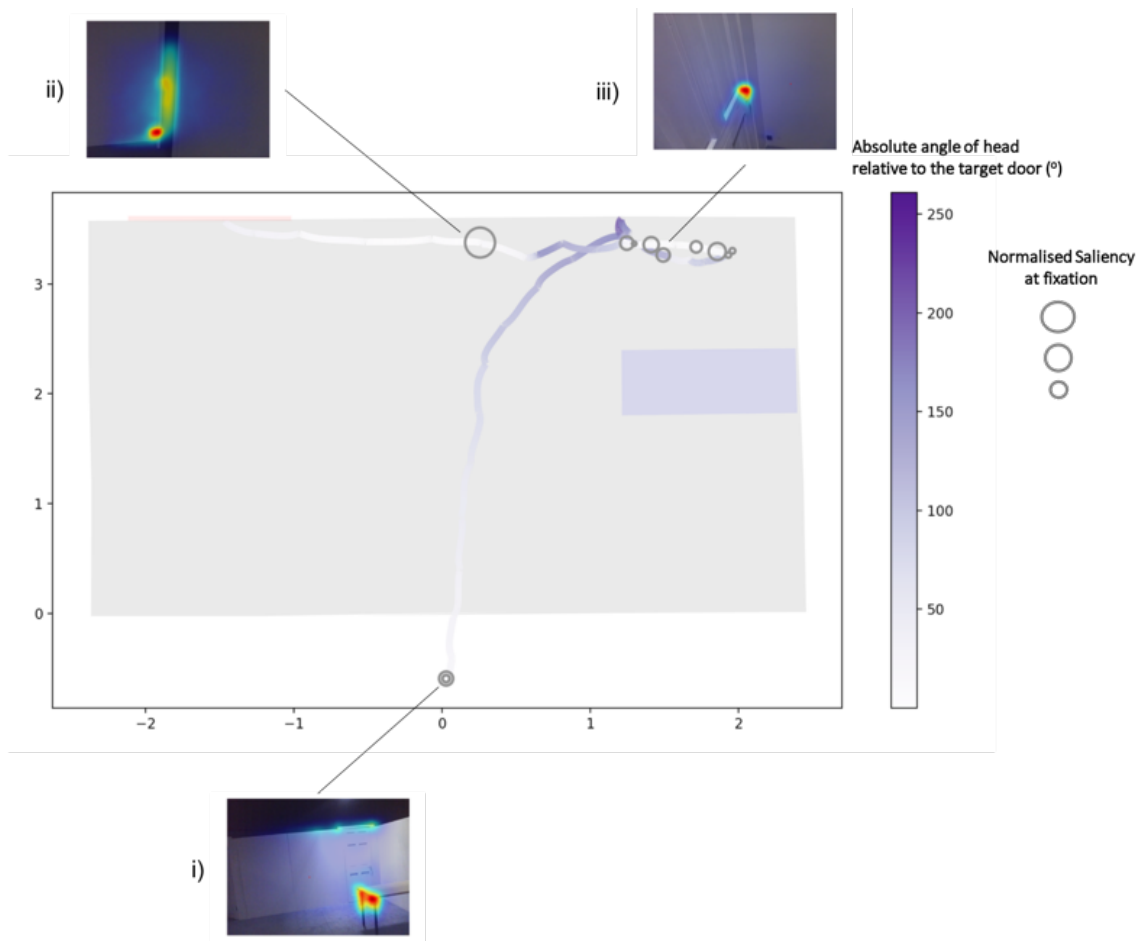 ii)
iii)
Absolute angle of head
relative to the target door (º)
250
200
150
100
50
Normalised Saliency
at fixation
3
2
1
0
−2 −1 0 1 2
i)